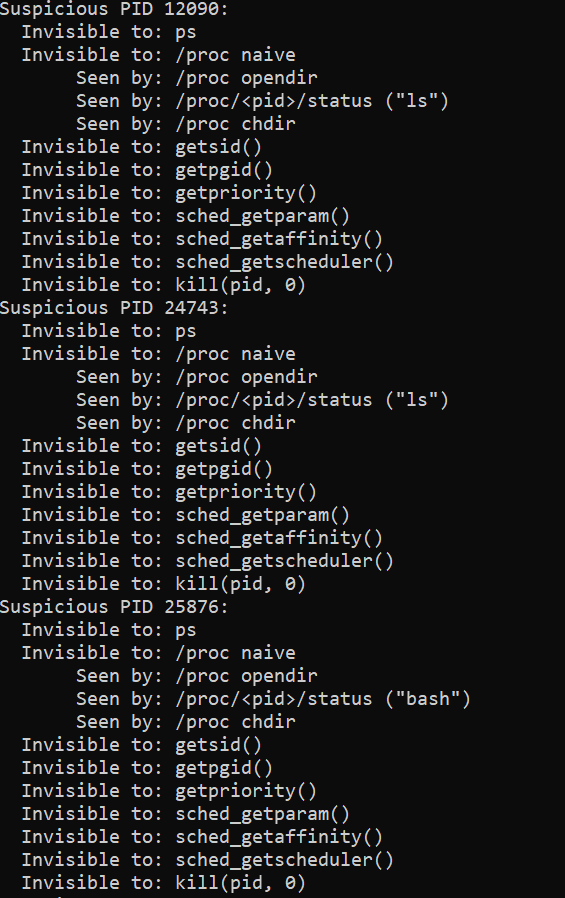 Suspicious PID 12090:
Invisible to: ps
Invisible to: /proc naive
Seen by: /proc opendir
Seen by: /proc/<pid>/status ("ls")
Seen by: /proc chdir
Invisible to: getsid()
Invisible to: getpgid()
Invisible to: getpriority()
Invisible to: sched_getparam()
Invisible to: sched_getaffinity()
Invisible to: sched_getscheduler()
Invisible to: kill(pid, 0)
Suspicious PID 24743:
Invisible to: ps
Invisible to: /proc naive
Seen by: /proc opendir
Seen by: /proc/<pid>/status ("ls")
Seen by: /proc chdir
Invisible to: getsid()
Invisible to: getpgid()
Invisible to: getpriority()
Invisible to: sched_getparam()
Invisible to: sched_getaffinity()
Invisible to: sched_getscheduler()
Invisible to: kill(pid, 0)
Suspicious PID 25876:
Invisible to: ps
Invisible to: /proc naive
Seen by: /proc opendir
Seen by: /proc/<pid>/status ("bash")
Seen by: /proc chdir
Invisible to: getsid()
Invisible to: getpgid()
Invisible to: getpriority()
Invisible to: sched_getparam()
Invisible to: sched_getaffinity()
Invisible to: sched_getscheduler()
Invisible to: kill(pid, 0)